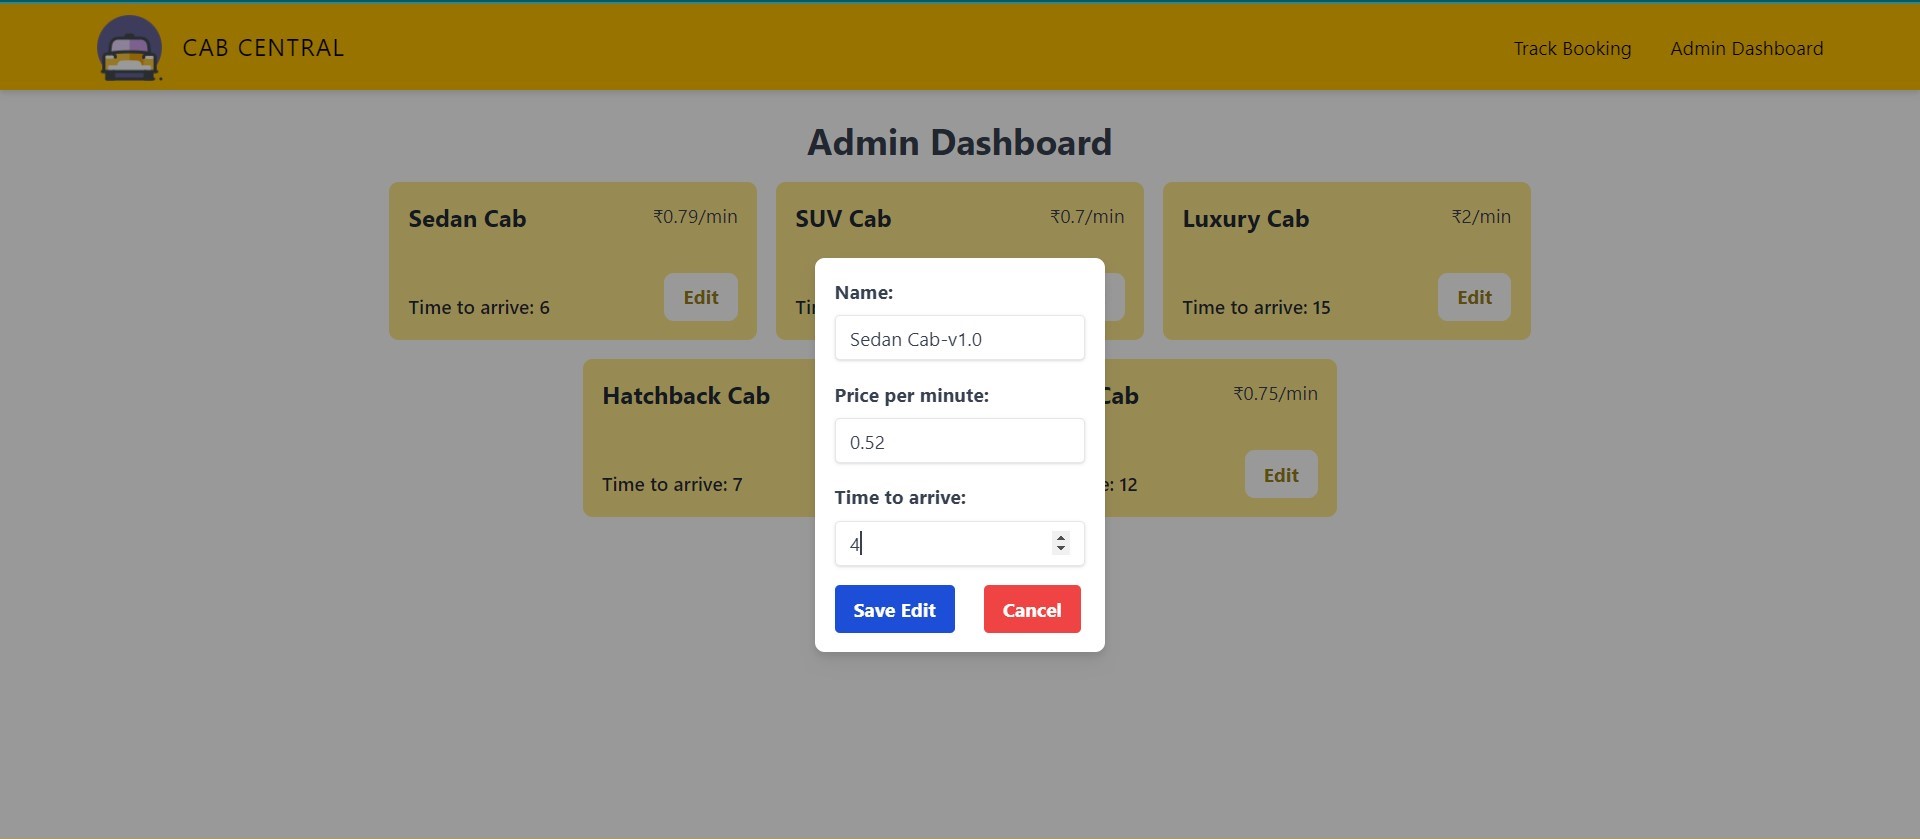 CAB CENTRAL
Track Booking
Admin Dashboard
Admin Dashboard
Sedan Cab
₹0.79/min
Time to arrive: 6
Edit
SUV Cab
₹0.7/min
Luxury Cab
₹2/min
Time to arrive: 15
Edit
Hatchback Cab
Time to arrive: 7
Cab
₹0.75/min
12
Edit
Name:
Sedan Cab-v1.0
Price per minute:
0.52
Time to arrive:
4
Save Edit
Cancel